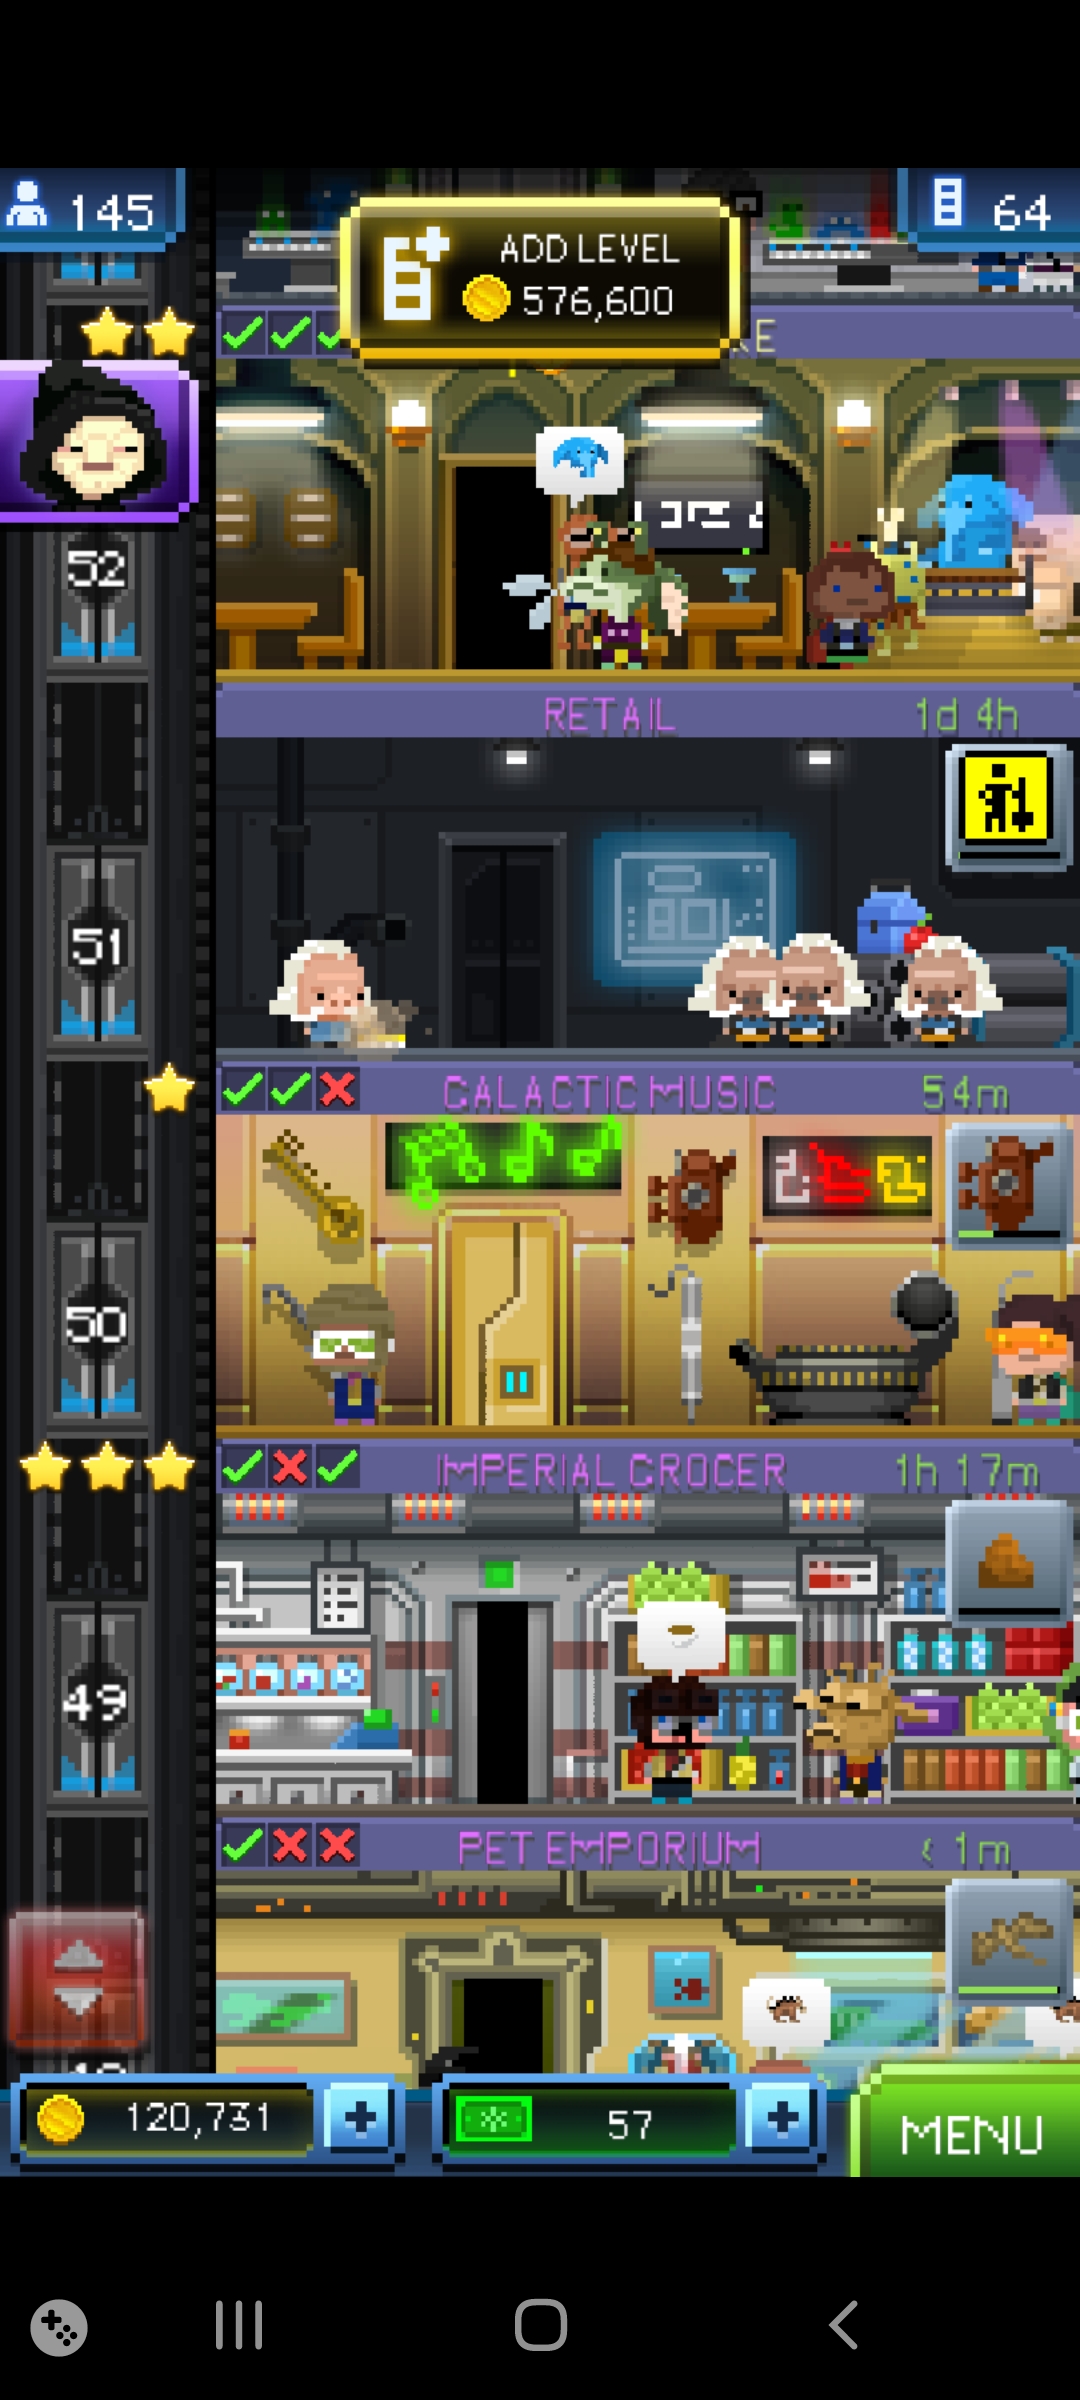 145
ADD LEVEL
576,600
64
KE
52
RETAIL 1d 4h
51
GALACTIC MUSIC 54m
50
IMPERIAL GROCER 1h 17m
49
PET EMPORIUM < 1m
120,731
57
MENU